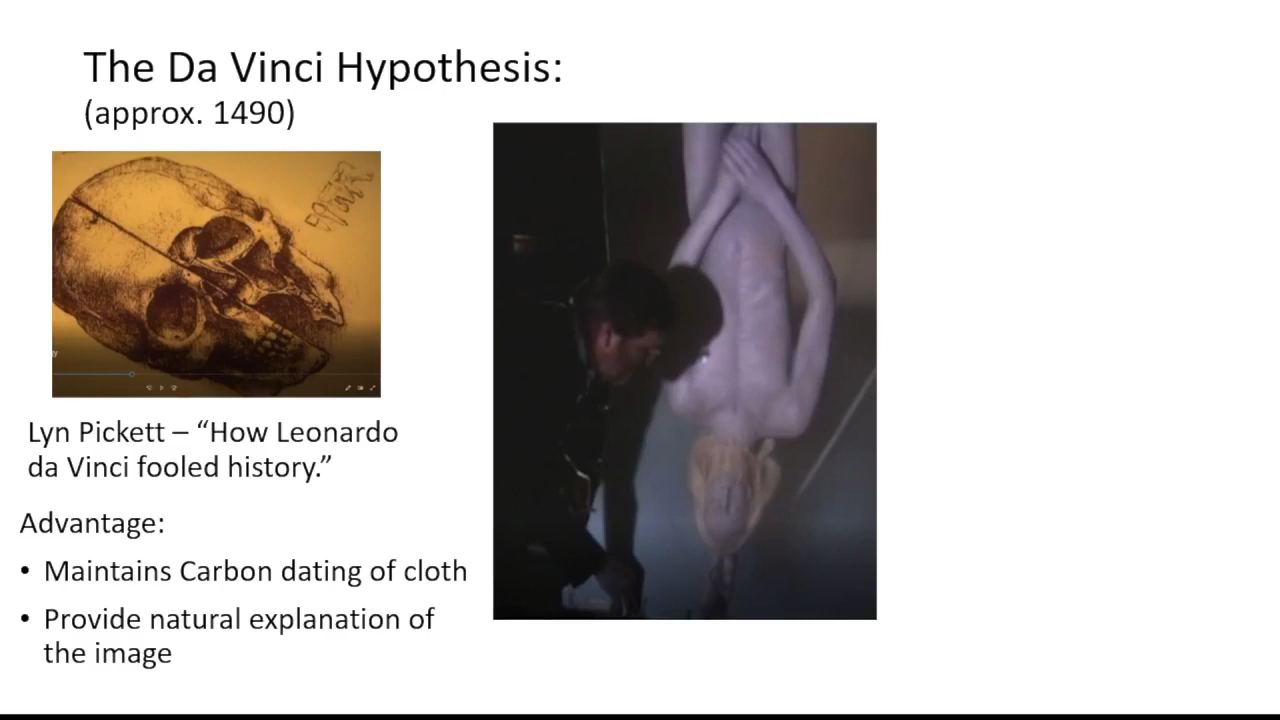 The Da Vinci Hypothesis:
(approx. 1490)
Lyn Pickett – “How Leonardo
da Vinci fooled history.”
Advantage:
• Maintains Carbon dating of cloth
• Provide natural explanation of
the image